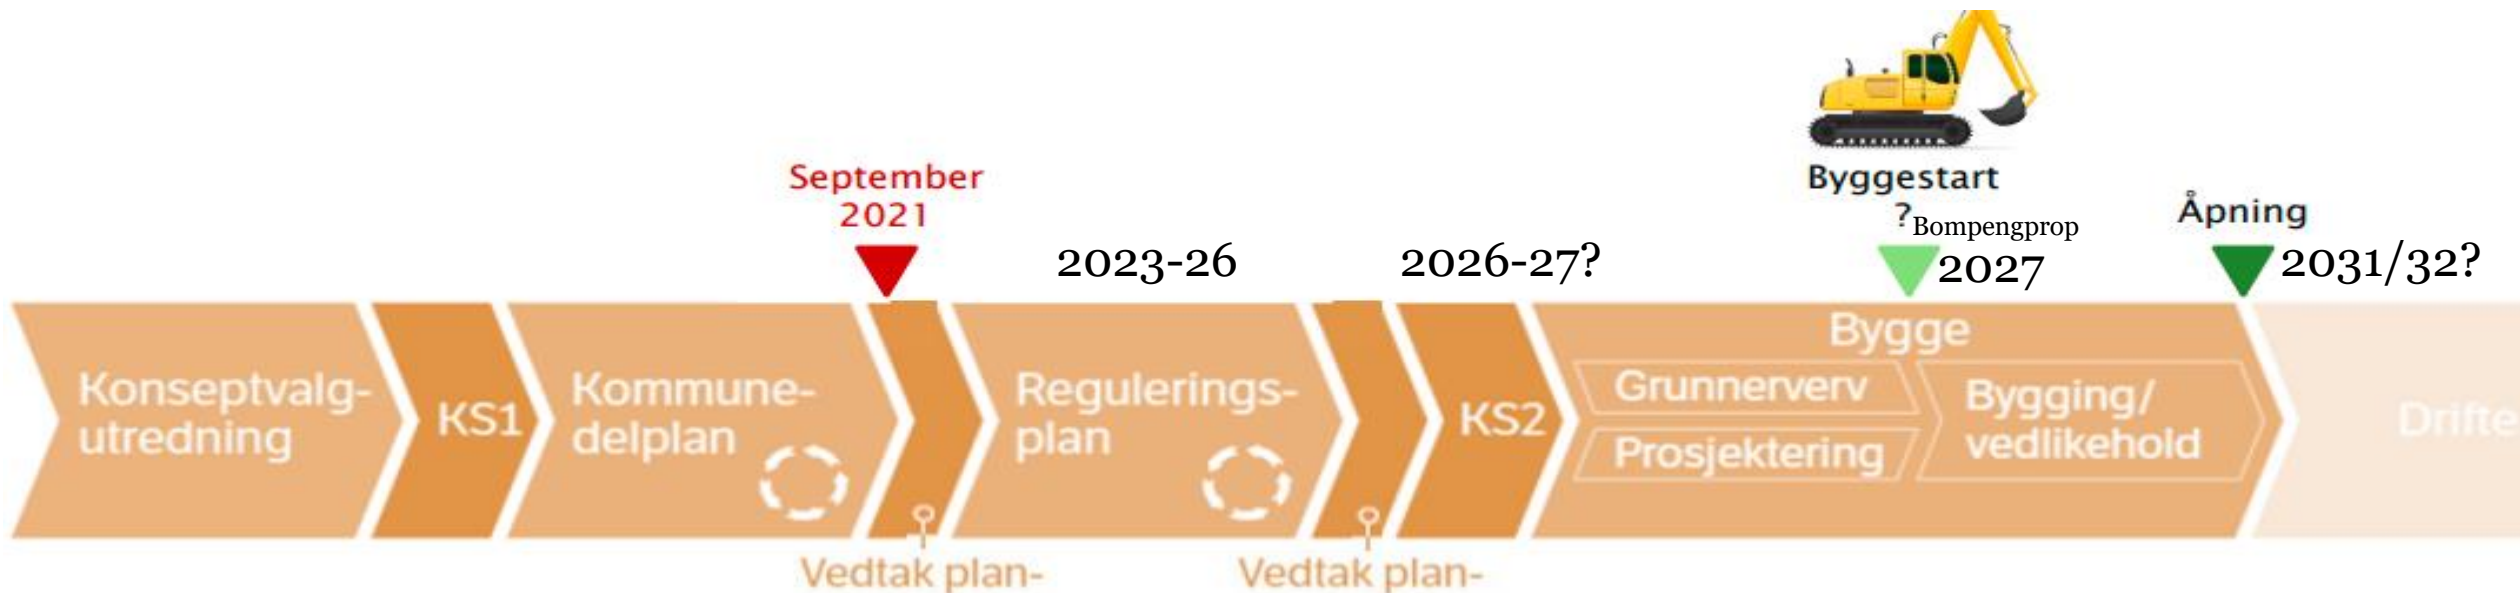 September
2021
Byggestart
?
Bompengprop
Åpning
2023-26
2026-27?
2027
2031/32?
Konseptvalg-
utredning
KS1
Kommune-
delplan
Regulerings-
plan
KS2
Bygge
Grunnerverv
Prosjektering
Bygging/
vedlikehold
Drifte
Vedtak plan-
Vedtak plan-